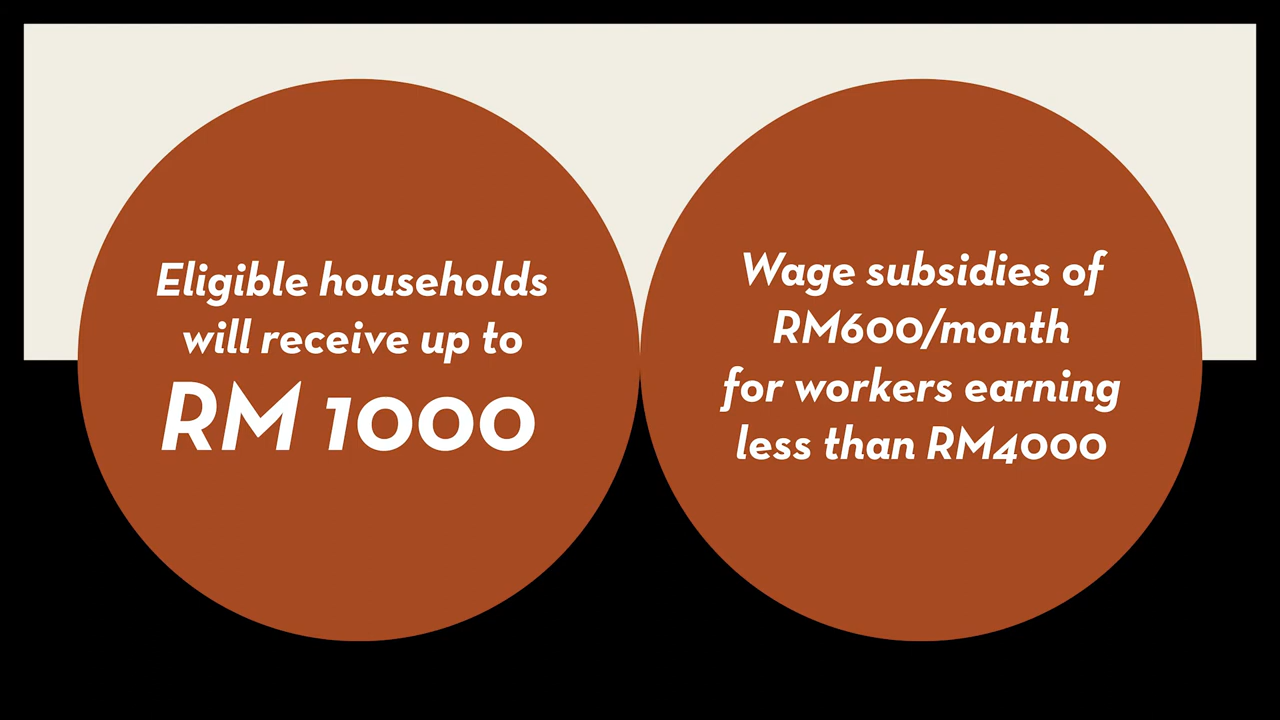 Eligible households
will receive up to
RM 1000
Wage subsidies of
RM600/month
for workers earning
less than RM4000